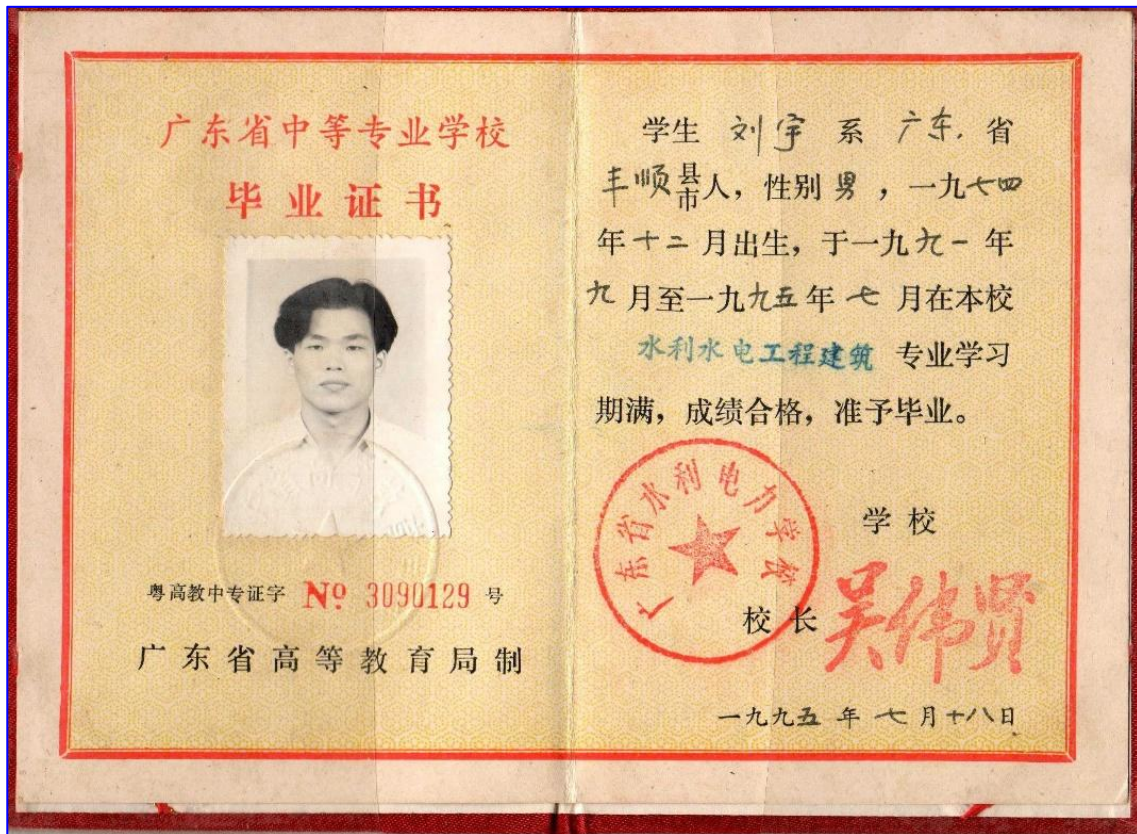 广东省中等专业学校
毕业证书
粤高教中专证字 № 3090129 号
广东省高等教育局制
学生 刘宇 系 广东. 省
丰顺县市人，性别 男 ，一九七四
年十二月出生，于一九九一年
九月至一九九五年七月在本校
水利水电工程建筑 专业学习
期满，成绩合格，准予毕业。
广东省水利电力学校
学校
校长 吴伟贤
一九九五年七月十八日